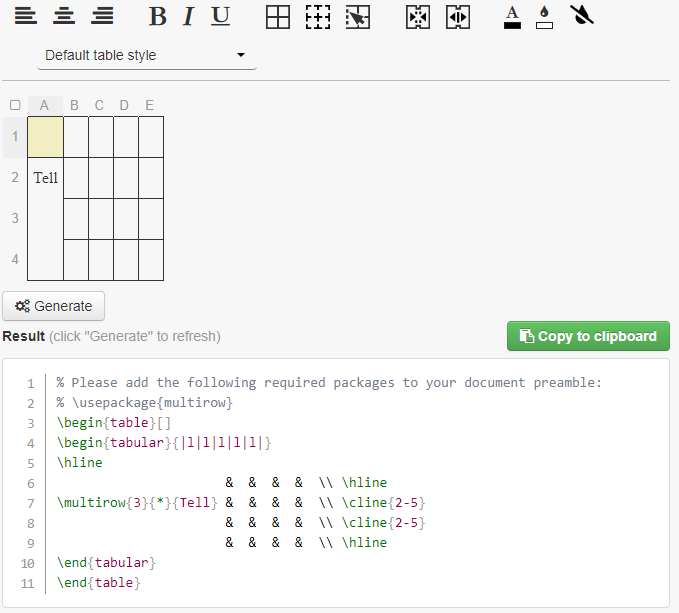 B I U
A
Default table style
A B C D E
1
2 Tell
3
4
Generate
Result (click "Generate" to refresh)
Copy to clipboard
1 % Please add the following required packages to your document preamble:
2 % \usepackage{multirow}
3 \begin{table}[]
4 \begin{tabular}{|l|l|l|l|l|}
5 \hline
6 & & & & \\ \hline
7 \multirow{3}{*}{Tell} & & & & \\ \cline{2-5}
8 & & & & \\ \cline{2-5}
9 & & & & \\ \hline
10 \end{tabular}
11 \end{table}